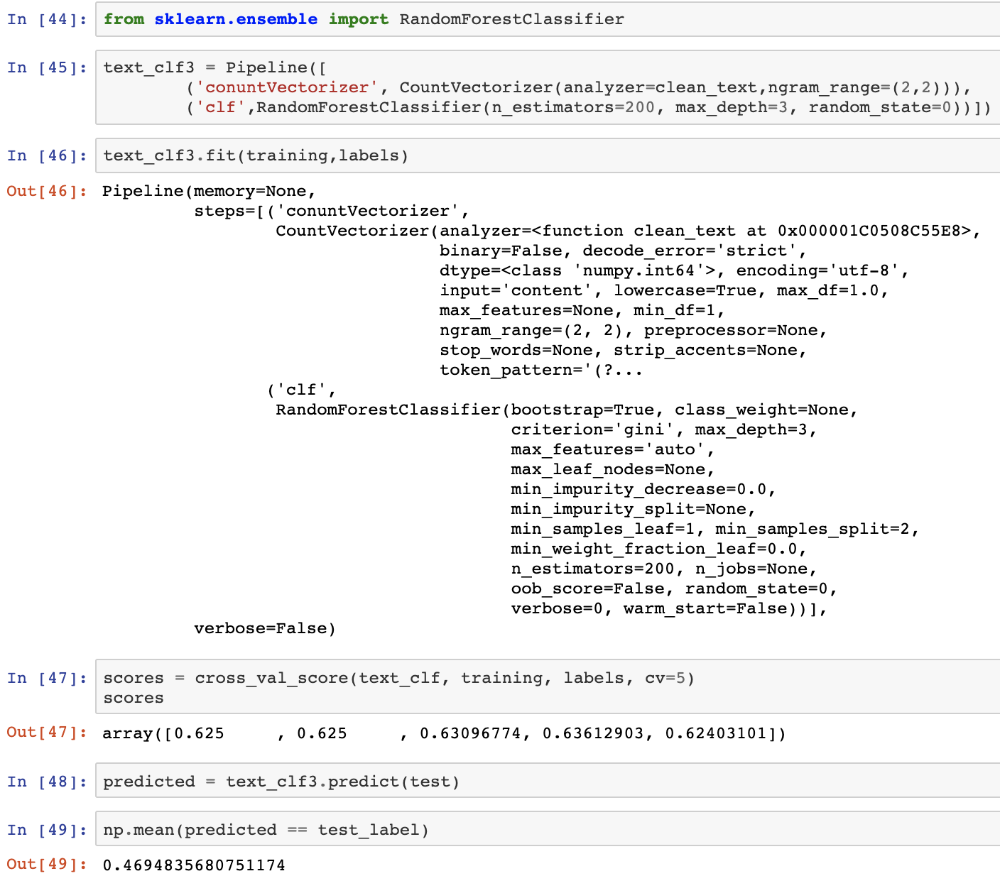 In [44]: from sklearn.ensemble import RandomForestClassifier
In [45]: text_clf3 = Pipeline([
('conuntVectorizer', CountVectorizer(analyzer=clean_text,ngram_range=(2,2))),
('clf',RandomForestClassifier(n_estimators=200, max_depth=3, random_state=0))])
In [46]: text_clf3.fit(training,labels)
Out[46]: Pipeline(memory=None,
steps=[('conuntVectorizer',
CountVectorizer(analyzer=<function clean_text at 0x000001C0508C55E8>,
binary=False, decode_error='strict',
dtype=<class 'numpy.int64'>, encoding='utf-8',
input='content', lowercase=True, max_df=1.0,
max_features=None, min_df=1,
ngram_range=(2, 2), preprocessor=None,
stop_words=None, strip_accents=None,
token_pattern='(?...
('clf',
RandomForestClassifier(bootstrap=True, class_weight=None,
criterion='gini', max_depth=3,
max_features='auto',
max_leaf_nodes=None,
min_impurity_decrease=0.0,
min_impurity_split=None,
min_samples_leaf=1, min_samples_split=2,
min_weight_fraction_leaf=0.0,
n_estimators=200, n_jobs=None,
oob_score=False, random_state=0,
verbose=0, warm_start=False))],
verbose=False)
In [47]: scores = cross_val_score(text_clf, training, labels, cv=5)
scores
Out[47]: array([0.625     , 0.625     , 0.63096774, 0.63612903, 0.62403101])
In [48]: predicted = text_clf3.predict(test)
In [49]: np.mean(predicted == test_label)
Out[49]: 0.4694835680751174